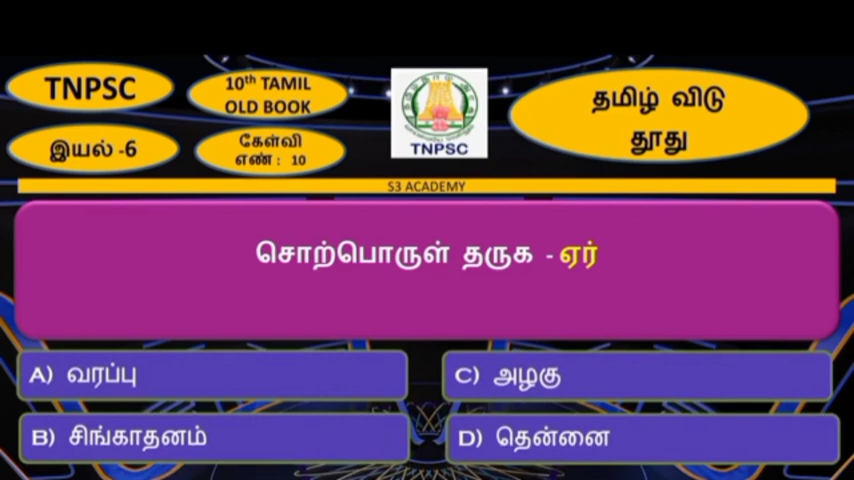 TNPSC
10th TAMIL
OLD BOOK
TNPSC
தமிழ் விடு
தூது
இயல் -6
கேள்வி
எண் : 10
S3 ACADEMY
சொற்பொருள் தருக - ஏர்
A) வரப்பு
C) அழகு
B) சிங்காதனம்
D) தென்னை